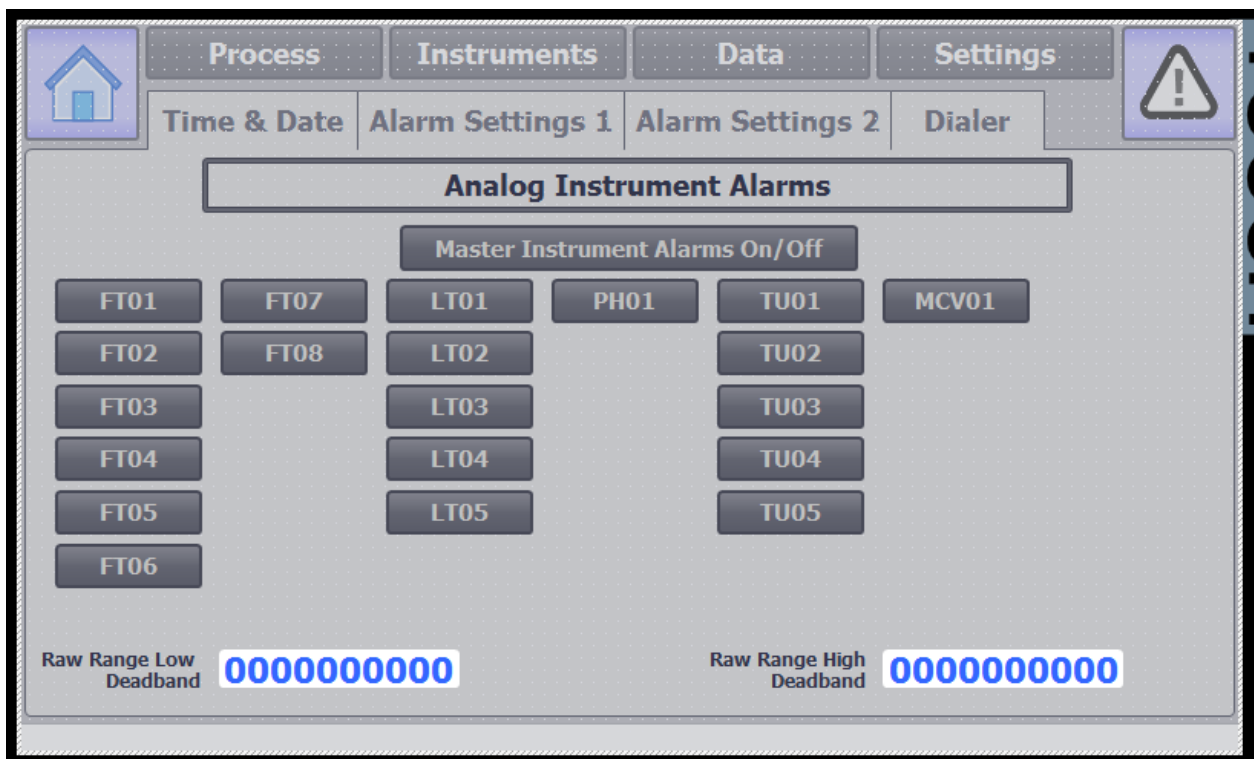 Process Instruments Data Settings
Time & Date Alarm Settings 1 Alarm Settings 2 Dialer
Analog Instrument Alarms
Master Instrument Alarms On/Off
FT01 FT07 LT01 PH01 TU01 MCV01
FT02 FT08 LT02 TU02
FT03 LT03 TU03
FT04 LT04 TU04
FT05 LT05 TU05
FT06
Raw Range Low
Deadband
0000000000
Raw Range High
Deadband
0000000000